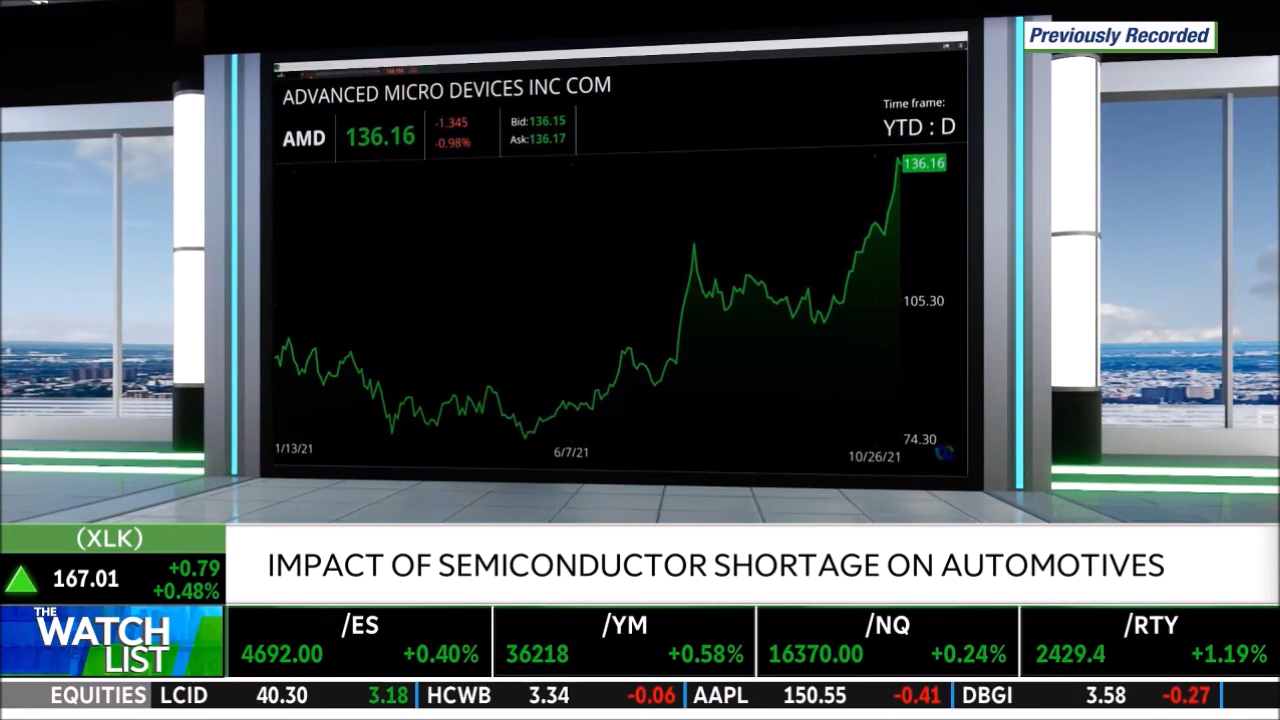 Previously Recorded
ADVANCED MICRO DEVICES INC COM
Time frame:
YTD : D
AMD
136.16
-1.345
-0.98%
Bid:136.15
Ask:136.17
136.16
105.30
74.30
1/13/21
6/7/21
10/26/21
(XLK)
167.01
+0.79
+0.48%
IMPACT OF SEMICONDUCTOR SHORTAGE ON AUTOMOTIVES
THE
WATCH
LIST
/ES
4692.00 +0.40%
/YM
36218 +0.58%
/NQ
16370.00 +0.24%
/RTY
2429.4 +1.19%
EQUITIES LCID 40.30 3.18 HCWB 3.34 -0.06 AAPL 150.55 -0.41 DBGI 3.58 -0.27